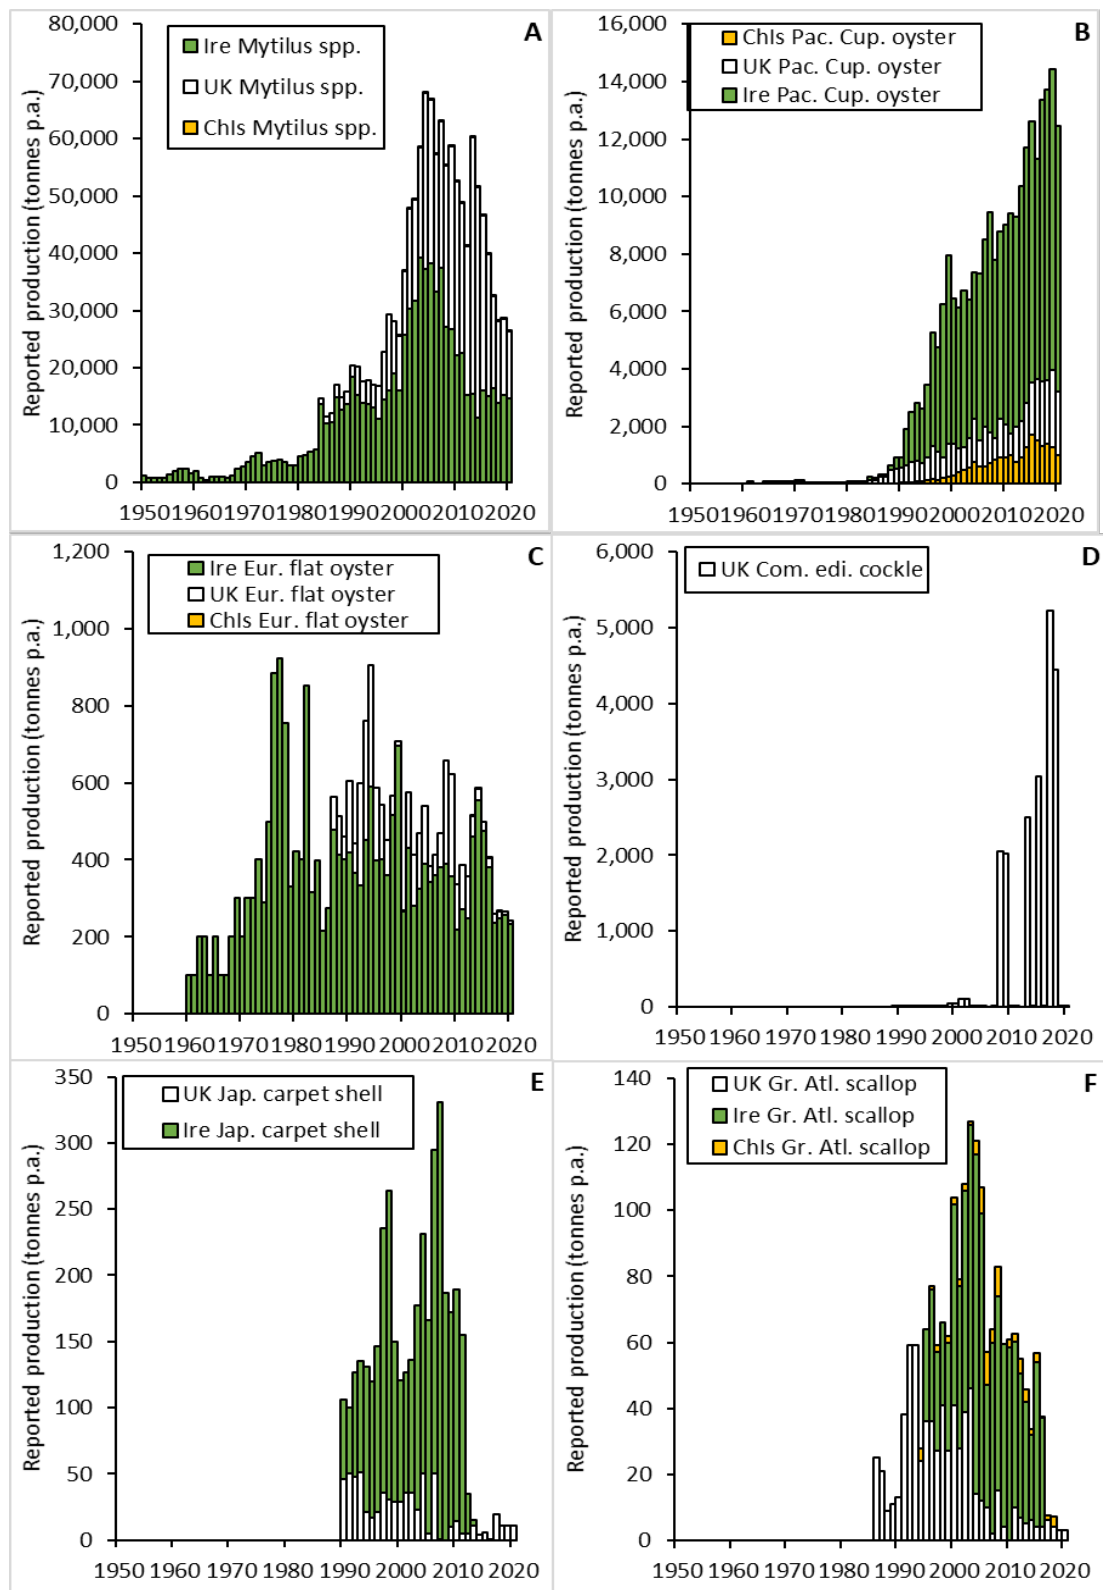 A
Ire Mytilus spp.
UK Mytilus spp.
ChIs Mytilus spp.
Reported production (tonnes p.a.)
80,000
70,000
60,000
50,000
40,000
30,000
20,000
10,000
0
1950 1960 1970 1980 1990 2000 2010 2020
B
ChIs Pac. Cup. oyster
UK Pac. Cup. oyster
Ire Pac. Cup. oyster
Reported production (tonnes p.a.)
16,000
14,000
12,000
10,000
8,000
6,000
4,000
2,000
0
1950 1960 1970 1980 1990 2000 2010 2020
C
Ire Eur. flat oyster
UK Eur. flat oyster
ChIs Eur. flat oyster
Reported production (tonnes p.a.)
1,200
1,000
800
600
400
200
0
1950 1960 1970 1980 1990 2000 2010 2020
D
UK Com. edi. cockle
Reported production (tonnes p.a.)
6,000
5,000
4,000
3,000
2,000
1,000
0
1950 1960 1970 1980 1990 2000 2010 2020
E
UK Jap. carpet shell
Ire Jap. carpet shell
Reported production (tonnes p.a.)
350
300
250
200
150
100
50
0
1950 1960 1970 1980 1990 2000 2010 2020
F
UK Gr. Atl. scallop
Ire Gr. Atl. scallop
ChIs Gr. Atl. scallop
Reported production (tonnes p.a.)
140
120
100
80
60
40
20
0
1950 1960 1970 1980 1990 2000 2010 2020